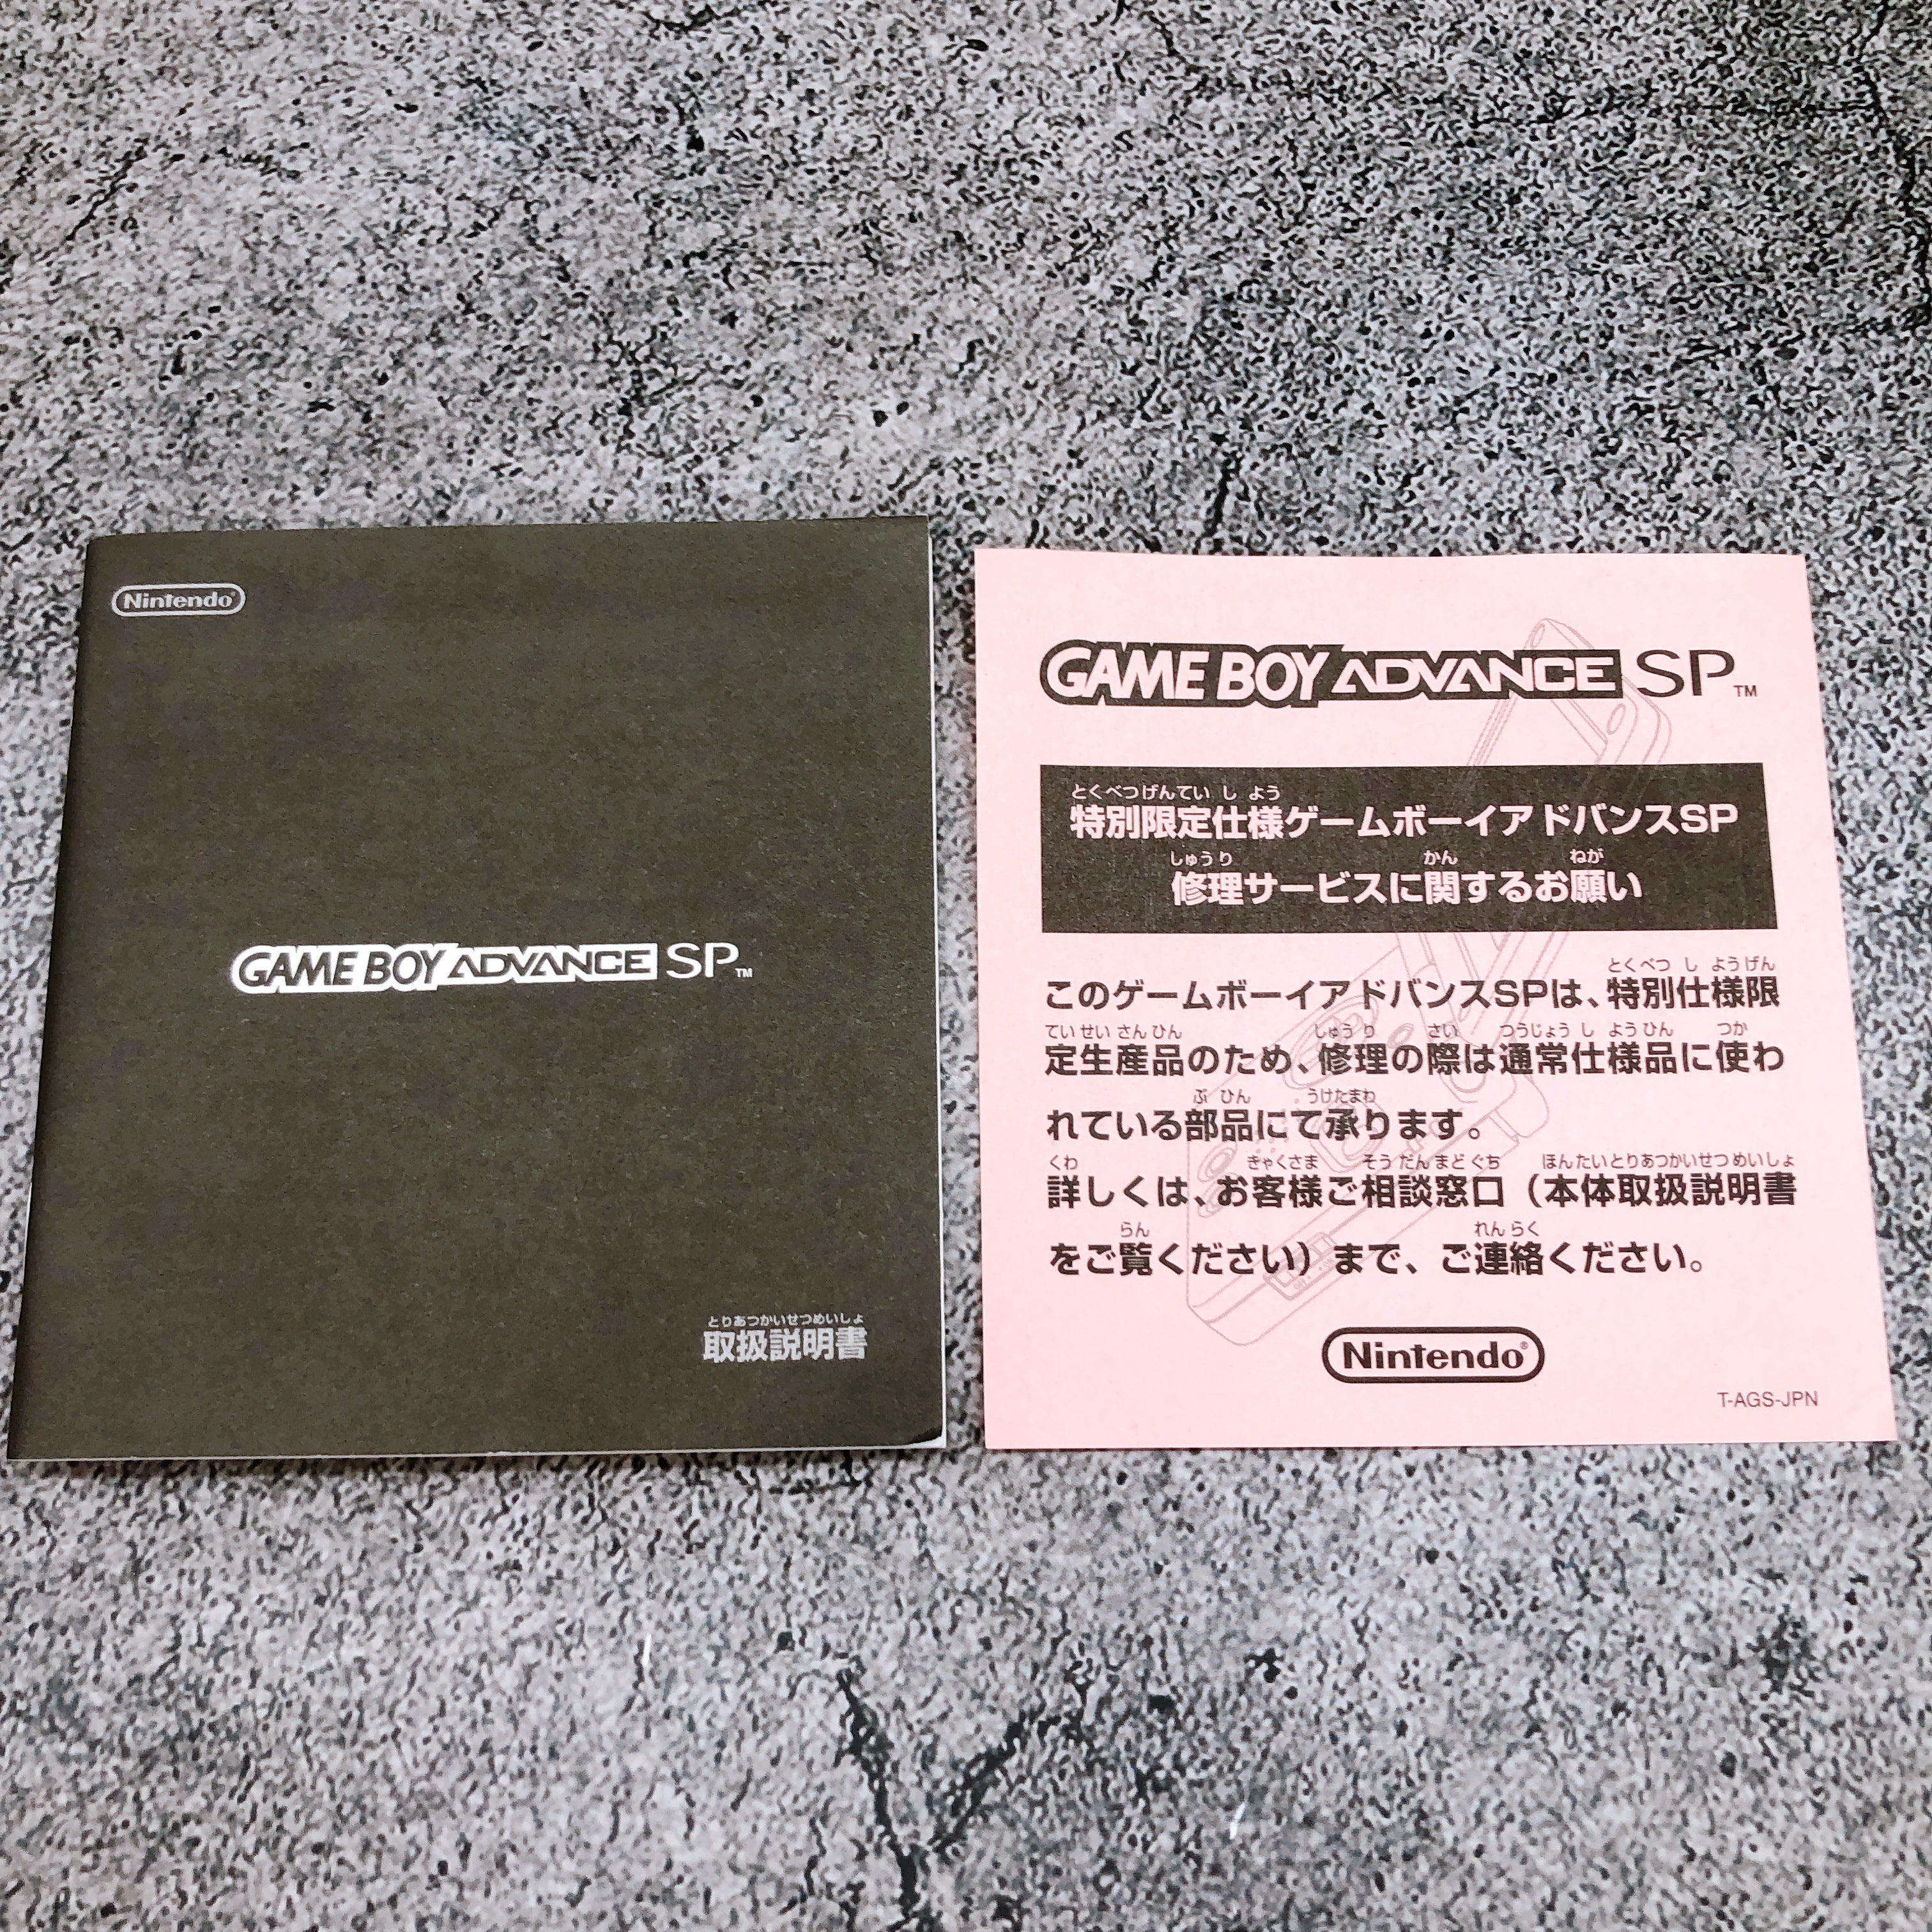 Nintendo®
GAME BOY ADVANCE SP™
とりあつかいせつめいしょ
取扱説明書
GAME BOY ADVANCE SP™
とくべつげんてい し よう
特別限定仕様ゲームボーイアドバンスSP
しゅうり かん ねが
修理サービスに関するお願い
とくべつ し ようげん
このゲームボーイアドバンスSPは、特別仕様限
てい せい さん ひん しゅう り さい つうじょう し ようひん つか
定生産品のため、修理の際は通常仕様品に使わ
ぶ ひん うけたまわ
れている部品にて承ります。
くわ きゃくさま そうだんまどぐち ほんたいとりあつかいせつめいしょ
詳しくは、お客様ご相談窓口（本体取扱説明書
らん れんらく
をご覧ください）まで、ご連絡ください。
Nintendo®
T-AGS-JPN